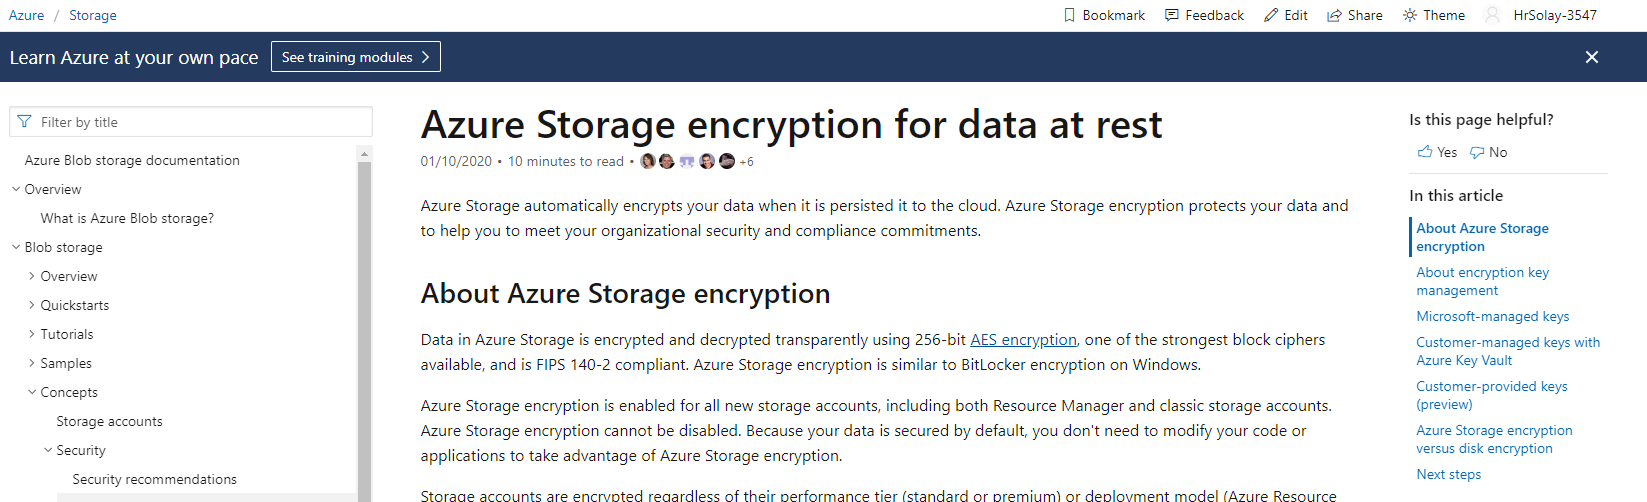 Azure / Storage
Bookmark Feedback Edit Share Theme HrSolay-3547
Learn Azure at your own pace See training modules
Filter by title
Azure Blob storage documentation
Overview
What is Azure Blob storage?
Blob storage
Overview
Quickstarts
Tutorials
Samples
Concepts
Storage accounts
Security
Security recommendations
Azure Storage encryption for data at rest
01/10/2020 • 10 minutes to read • +6
Azure Storage automatically encrypts your data when it is persisted it to the cloud. Azure Storage encryption protects your data and
to help you to meet your organizational security and compliance commitments.
About Azure Storage encryption
Data in Azure Storage is encrypted and decrypted transparently using 256-bit AES encryption, one of the strongest block ciphers
available, and is FIPS 140-2 compliant. Azure Storage encryption is similar to BitLocker encryption on Windows.
Azure Storage encryption is enabled for all new storage accounts, including both Resource Manager and classic storage accounts.
Azure Storage encryption cannot be disabled. Because your data is secured by default, you don't need to modify your code or
applications to take advantage of Azure Storage encryption.
Storage accounts are encrypted regardless of their performance tier (standard or premium) or deployment model (Azure Resource
Is this page helpful?
Yes No
In this article
About Azure Storage
encryption
About encryption key
management
Microsoft-managed keys
Customer-managed keys with
Azure Key Vault
Customer-provided keys
(preview)
Azure Storage encryption
versus disk encryption
Next steps